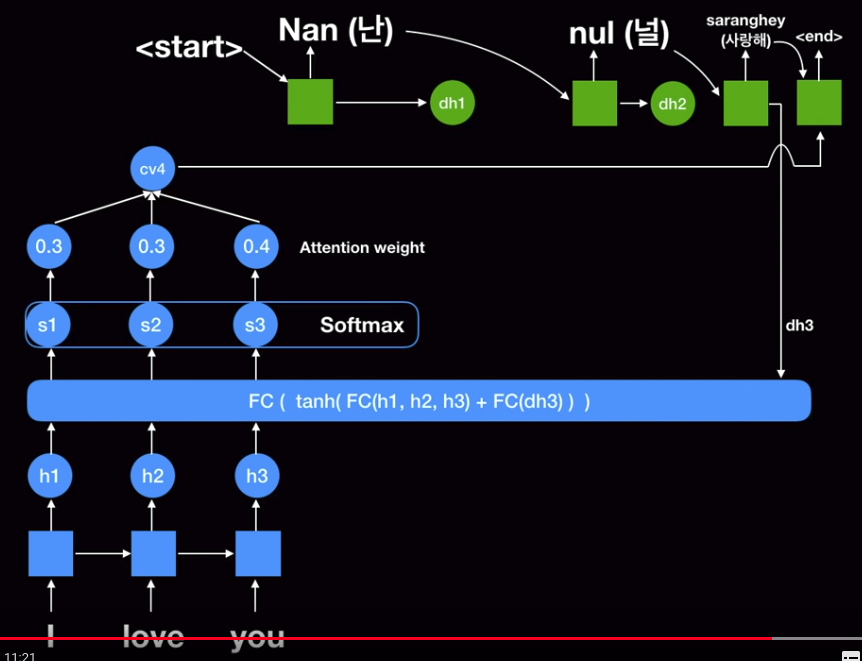 <start>
Nan (난)
nul (널)
saranghey
(사랑해)
<end>
dh1
dh2
cv4
0.3
0.3
0.4
Attention weight
s1
s2
s3
Softmax
dh3
FC ( tanh( FC(h1, h2, h3) + FC(dh3) ) )
h1
h2
h3
I
love
you
11:21